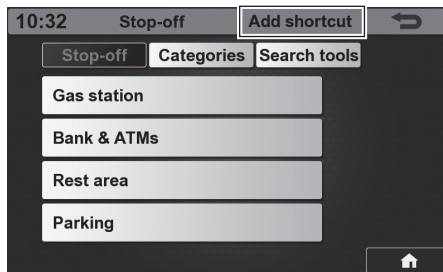 10:32 Stop-off Add shortcut
Stop-off Categories Search tools
Gas station
Bank & ATMs
Rest area
Parking